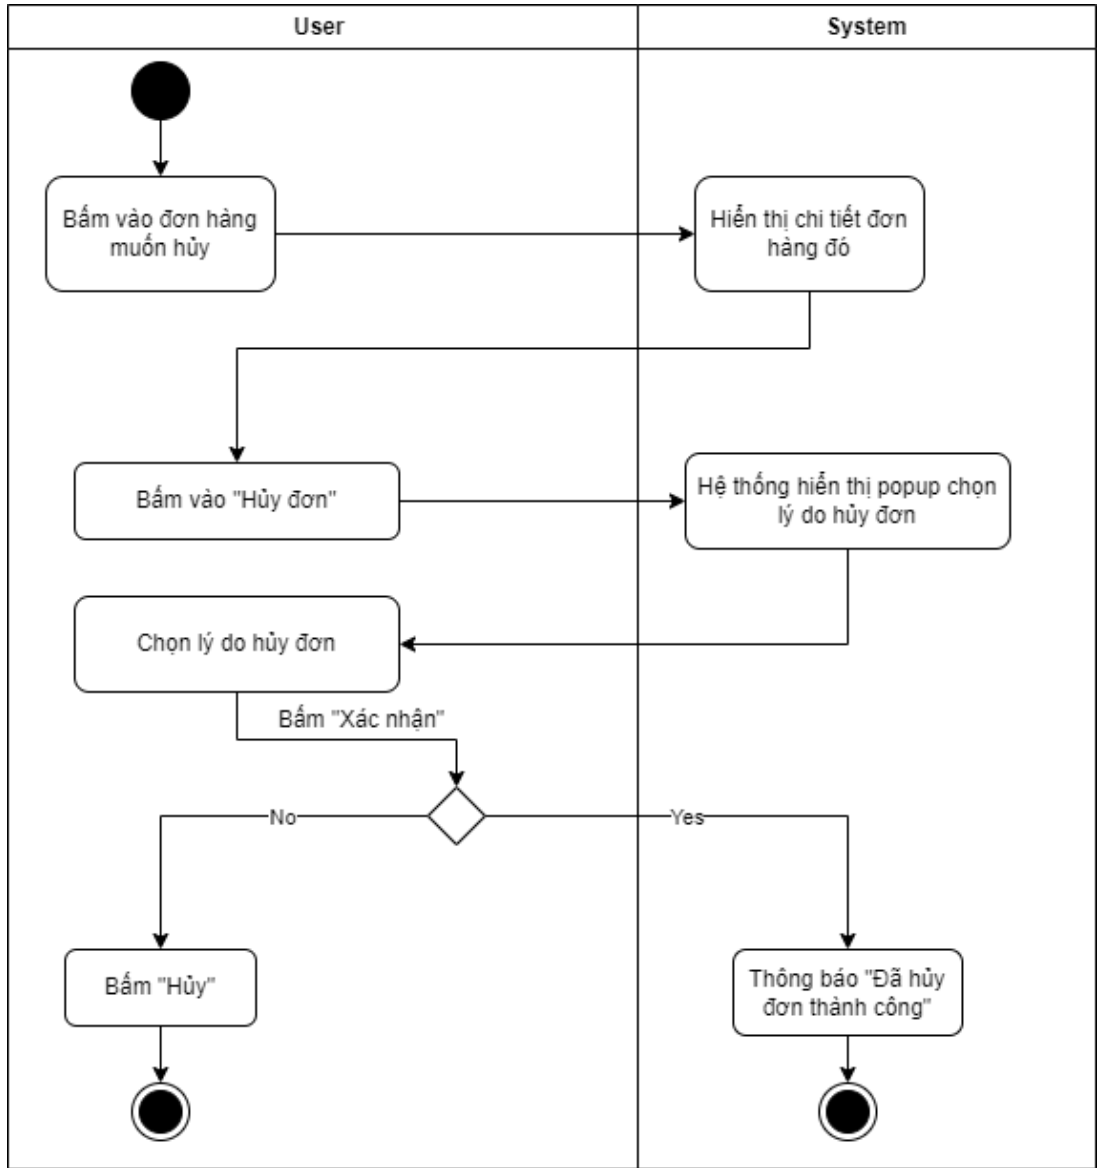 User
System
Bấm vào đơn hàng
muốn hủy
Hiển thị chi tiết đơn
hàng đó
Bấm vào "Hủy đơn"
Hệ thống hiển thị popup chọn
lý do hủy đơn
Chọn lý do hủy đơn
Bấm "Xác nhận"
No
Yes
Bấm "Hủy"
Thông báo "Đã hủy
đơn thành công"